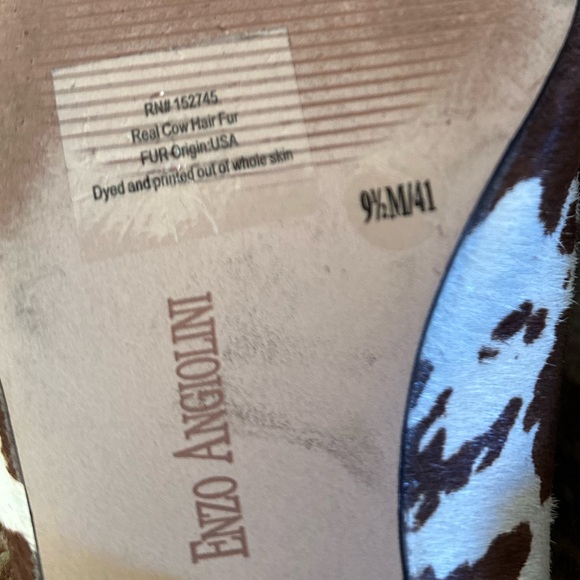 RN# 152745
Real Cow Hair Fur
FUR Origin:USA
Dyed and printed out of whole skin
9½M/41
ENZO ANGIOLINI